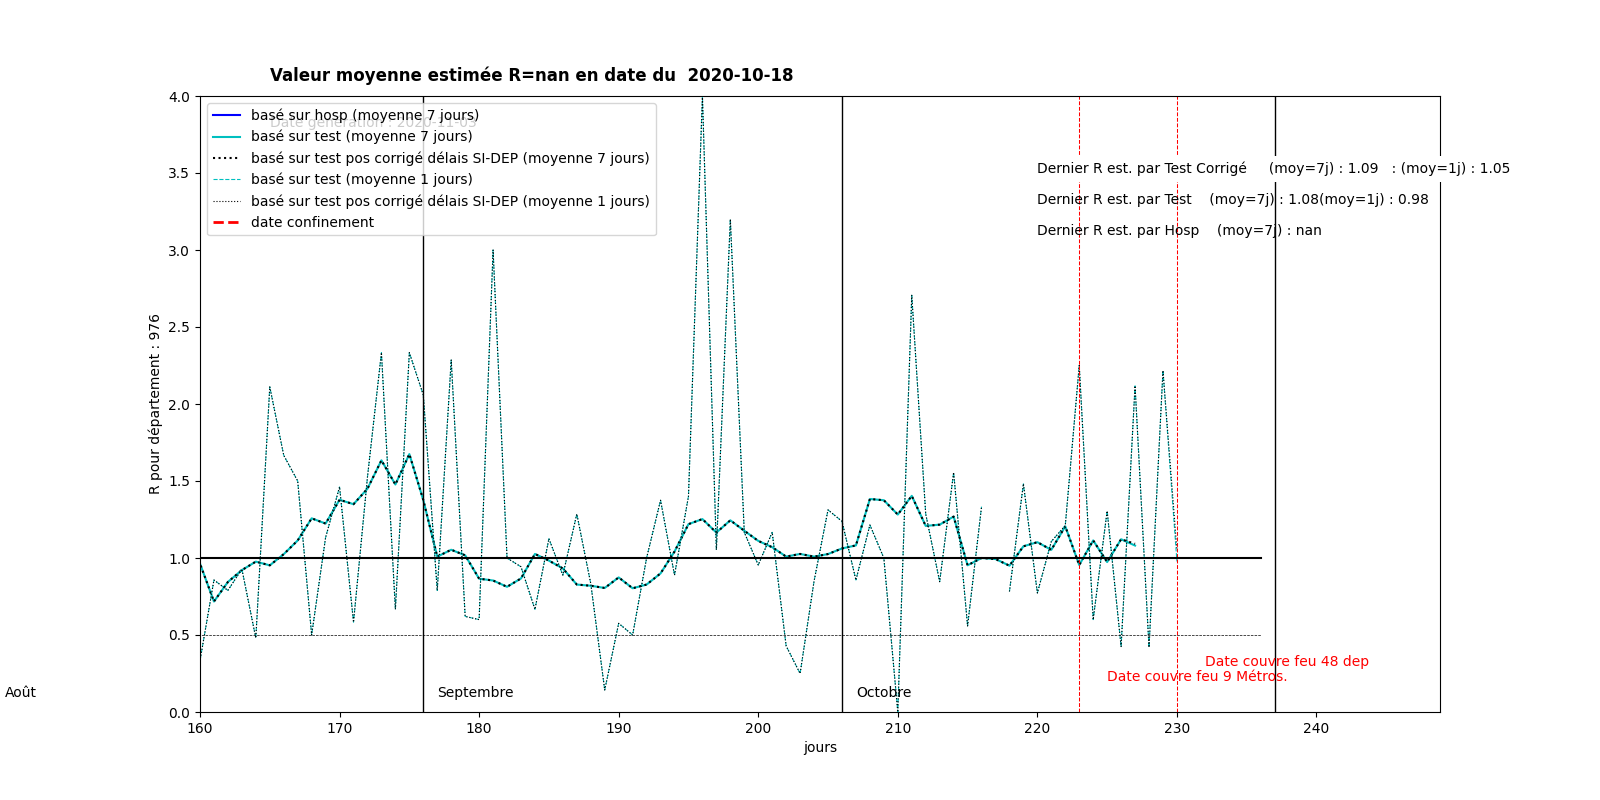 Valeur moyenne estimée R=nan en date du  2020-10-18
4.0
3.5
3.0
2.5
2.0
1.5
1.0
0.5
0.0
R pour département : 976
basé sur hosp (moyenne 7 jours)
Date génération : 2020-11-05
basé sur test (moyenne 7 jours)
basé sur test pos corrigé délais SI-DEP (moyenne 7 jours)
basé sur test (moyenne 1 jours)
basé sur test pos corrigé délais SI-DEP (moyenne 1 jours)
date confinement
Dernier R est. par Test Corrigé     (moy=7j) : 1.09   : (moy=1j) : 1.05
Dernier R est. par Test    (moy=7j) : 1.08(moy=1j) : 0.98
Dernier R est. par Hosp    (moy=7j) : nan
Date couvre feu 48 dep
Date couvre feu 9 Métros.
Août
Septembre
Octobre
160 170 180 190 200 210 220 230 240
jours